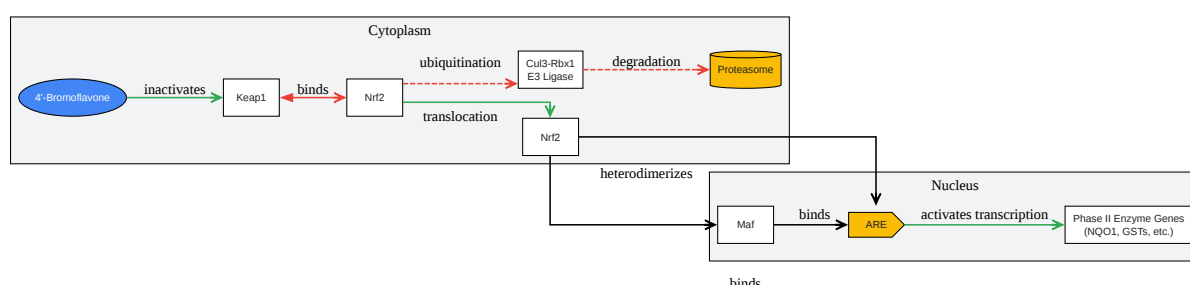 Cytoplasm
ubiquitination
Cul3-Rbx1
E3 Ligase
degradation
Proteasome
4'-Bromoflavone
inactivates
Keap1
binds
Nrf2
translocation
Nrf2
heterodimerizes
Nucleus
Maf
binds
ARE
activates transcription
Phase II Enzyme Genes
(NQO1, GSTs, etc.)
binds